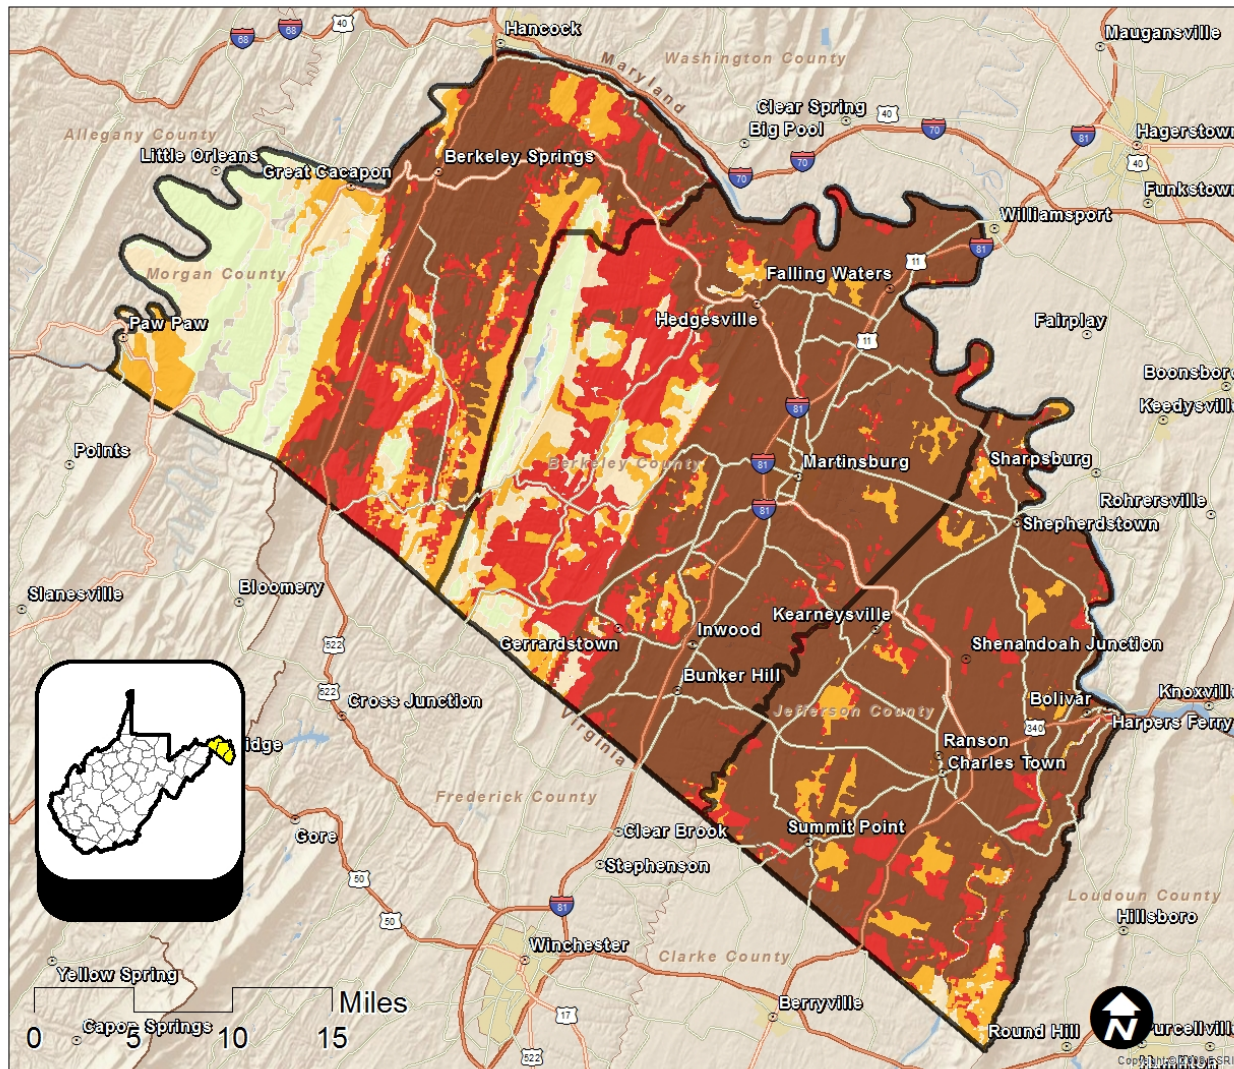 Hancock
Maugansville
68
68
40
Maryland
Washington County
Clear Spring
40
Big Pool
70
81
Hagerstown
40
Allegany County
Little Orleans
Great Cacapon
Berkeley Springs
70
70
Funkstown
Williamsport
81
11
Falling Waters
Morgan County
Paw Paw
Hedgesville
11
Fairplay
Boonsboro
Keedysville
81
Points
Berkeley County
81
Martinsburg
Sharpsburg
81
Rohrersville
Shepherdstown
Slanesville
Bloomery
522
Gerrardstown
Inwood
Kearneysville
Shenandoah Junction
Bunker Hill
522
Cross Junction
Virginia
Jefferson County
Bolivar
Knoxville
340
Harpers Ferry
idge
Ranson
Charles Town
Frederick County
Gore
Clear Brook
Summit Point
Stephenson
50
50
81
Loudoun County
Hillsboro
Winchester
Clarke County
Yellow Spring
Miles
Berryville
17
0 5 10 15
Capon Springs
522
N
Round Hill
Purcellville